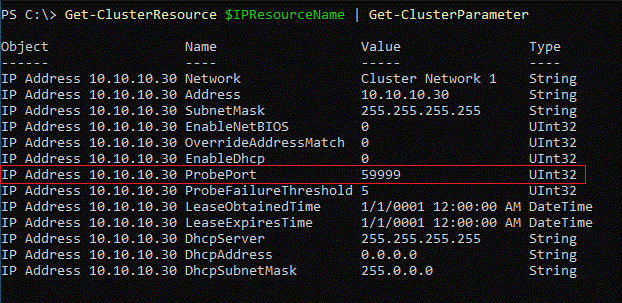 PS C:\> Get-ClusterResource $IPResourceName | Get-ClusterParameter
Object Name Value Type
------ ---- ----- ----
IP Address 10.10.10.30 Network Cluster Network 1 String
IP Address 10.10.10.30 Address 10.10.10.30 String
IP Address 10.10.10.30 SubnetMask 255.255.255.255 String
IP Address 10.10.10.30 EnableNetBIOS 0 UInt32
IP Address 10.10.10.30 OverrideAddressMatch 0 UInt32
IP Address 10.10.10.30 EnableDhcp 0 UInt32
IP Address 10.10.10.30 ProbePort 59999 UInt32
IP Address 10.10.10.30 ProbeFailureThreshold 5 UInt32
IP Address 10.10.10.30 LeaseObtainedTime 1/1/0001 12:00:00 AM DateTime
IP Address 10.10.10.30 LeaseExpiresTime 1/1/0001 12:00:00 AM DateTime
IP Address 10.10.10.30 DhcpServer 255.255.255.255 String
IP Address 10.10.10.30 DhcpAddress 0.0.0.0 String
IP Address 10.10.10.30 DhcpSubnetMask 255.0.0.0 String